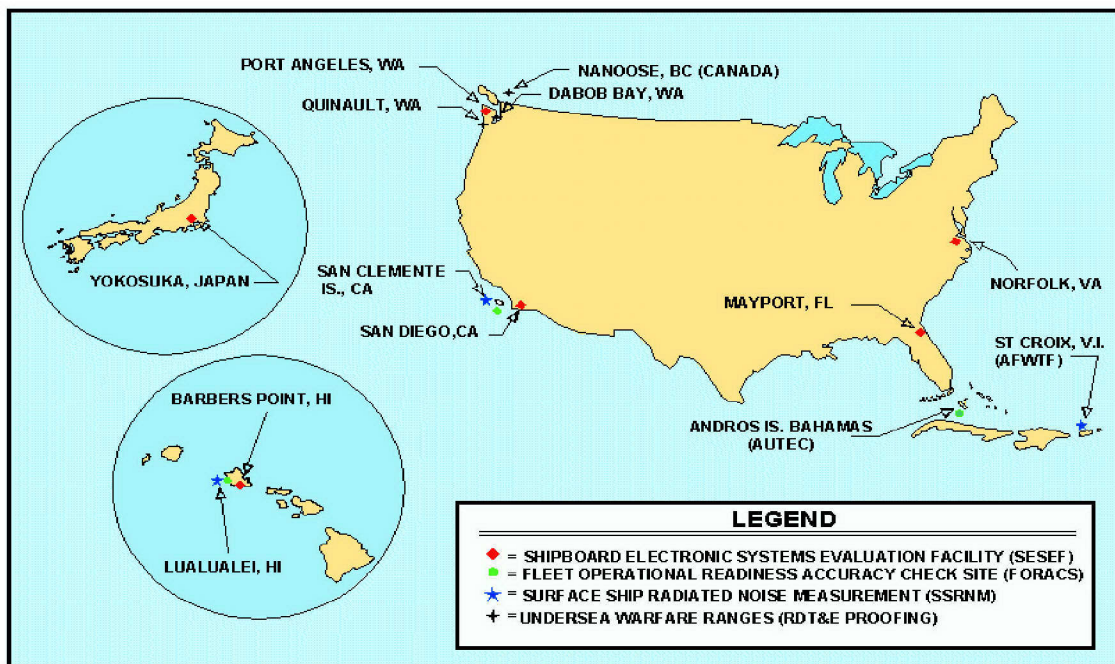 PORT ANGELES, WA
NANOOSE, BC (CANADA)
QUINAULT, WA
DABOB BAY, WA
YOKOSUKA, JAPAN
SAN CLEMENTE
IS., CA
SAN DIEGO,CA
MAYPORT, FL
NORFOLK, VA
ST CROIX, V.I.
(AFWTF)
ANDROS IS. BAHAMAS
(AUTEC)
BARBERS POINT, HI
LUALUALEI, HI
LEGEND
= SHIPBOARD ELECTRONIC SYSTEMS EVALUATION FACILITY (SESEF)
= FLEET OPERATIONAL READINESS ACCURACY CHECK SITE (FORACS)
= SURFACE SHIP RADIATED NOISE MEASUREMENT (SSRNM)
= UNDERSEA WARFARE RANGES (RDT&E PROOFING)